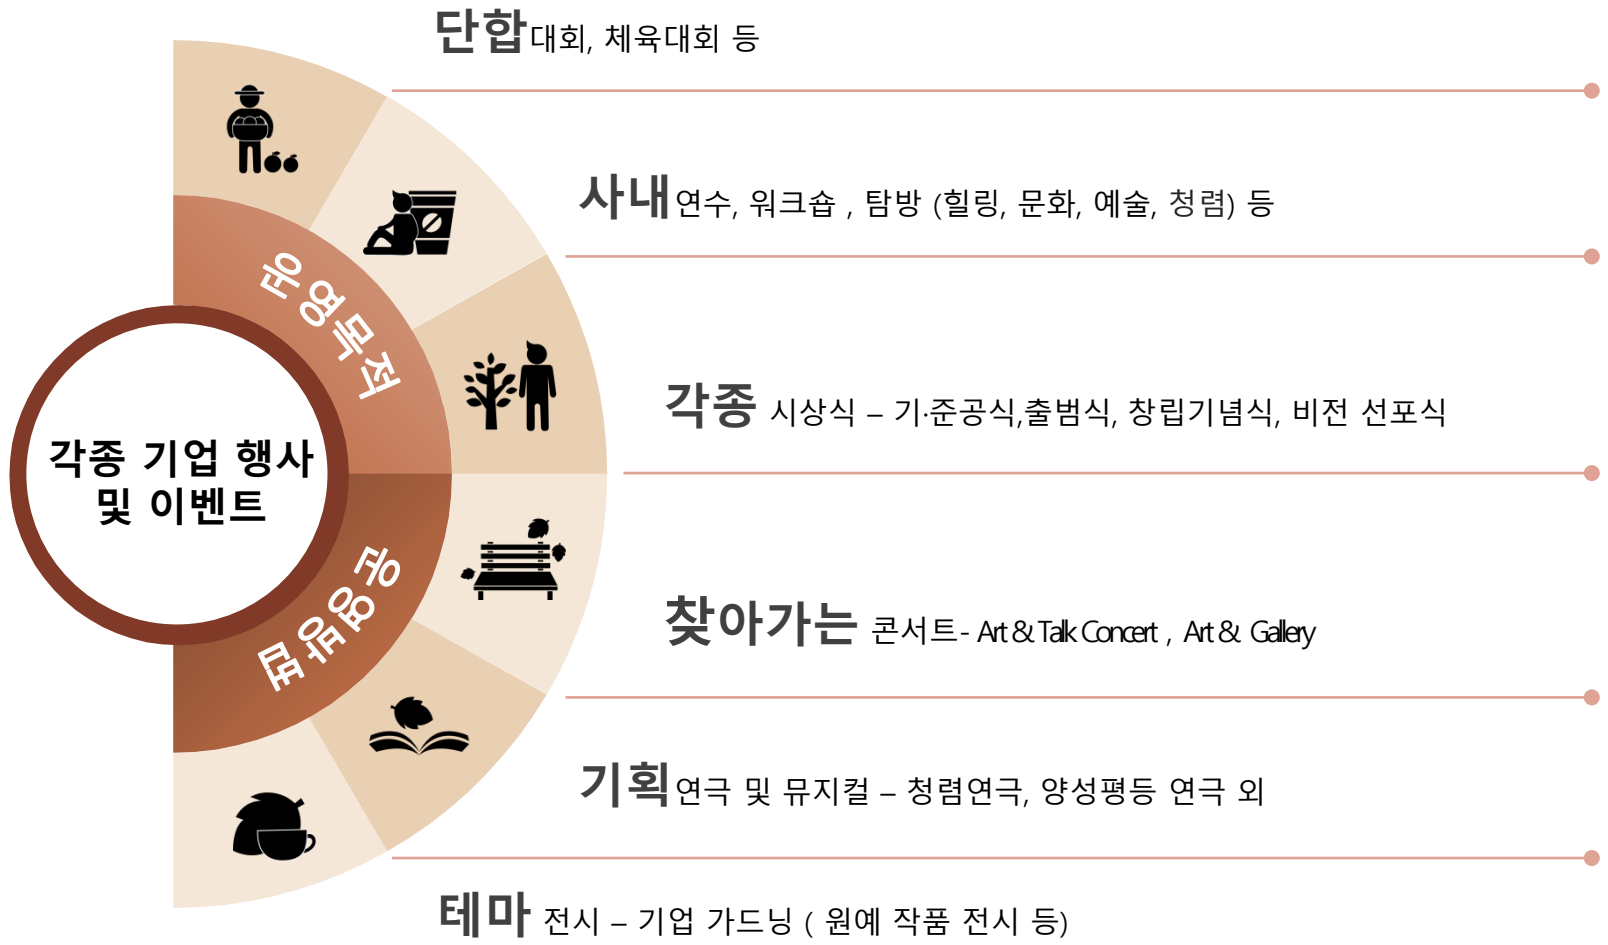 단합대회, 체육대회 등
사내연수, 워크숍 , 탐방 (힐링, 문화, 예술, 청렴) 등
운영목적
각종 시상식 – 기·준공식,출범식, 창립기념식, 비전 선포식
각종 기업 행사
및 이벤트
운영방법
찾아가는 콘서트- Art & Talk Concert , Art & Gallery
기획연극 및 뮤지컬 – 청렴연극, 양성평등 연극 외
테마 전시 – 기업 가드닝 ( 원예 작품 전시 등)